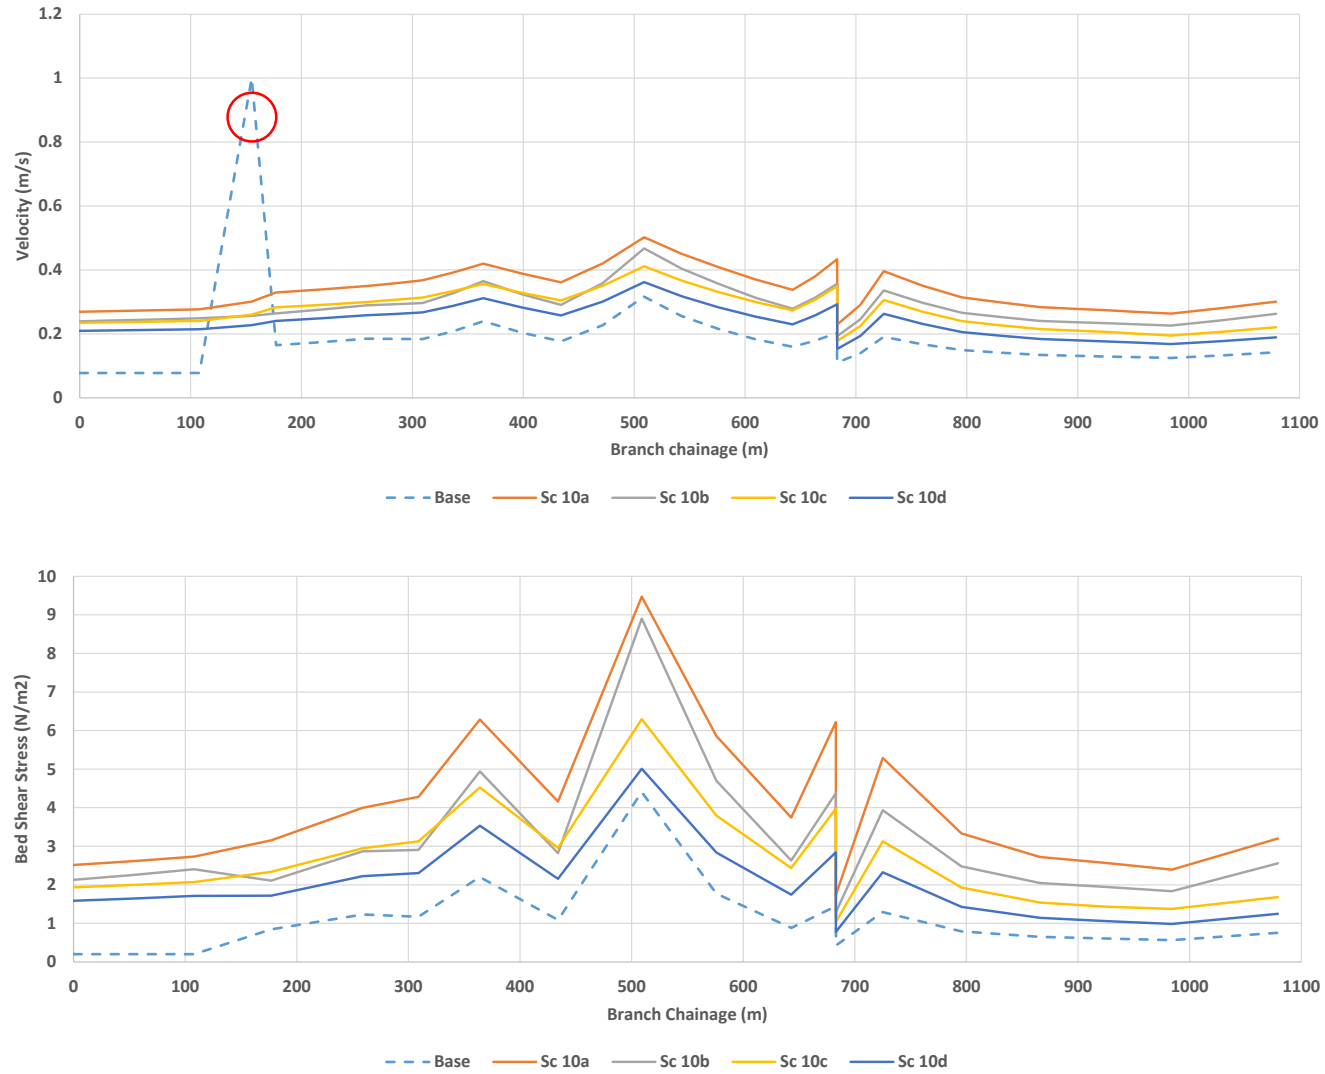 1.2
1
0.8
0.6
0.4
0.2
0
Velocity (m/s)
0 100 200 300 400 500 600 700 800 900 1000 1100
Branch chainage (m)
Base Sc 10a Sc 10b Sc 10c Sc 10d
10
9
8
7
6
5
4
3
2
1
0
Bed Shear Stress (N/m2)
0 100 200 300 400 500 600 700 800 900 1000 1100
Branch Chainage (m)
Base Sc 10a Sc 10b Sc 10c Sc 10d